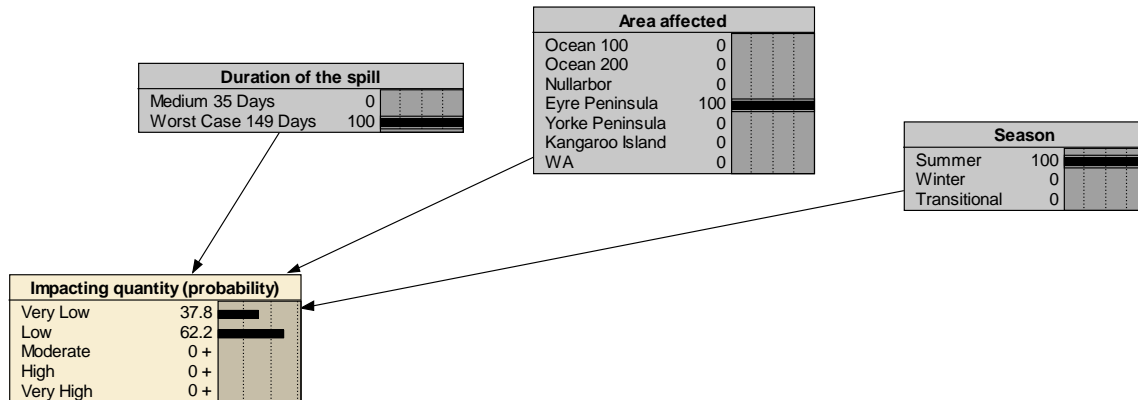 Area affected
Ocean 100 0
Ocean 200 0
Nullarbor 0
Eyre Peninsula 100
Yorke Peninsula 0
Kangaroo Island 0
WA 0
Duration of the spill
Medium 35 Days 0
Worst Case 149 Days 100
Season
Summer 100
Winter 0
Transitional 0
Impacting quantity (probability)
Very Low 37.8
Low 62.2
Moderate 0 +
High 0 +
Very High 0 +